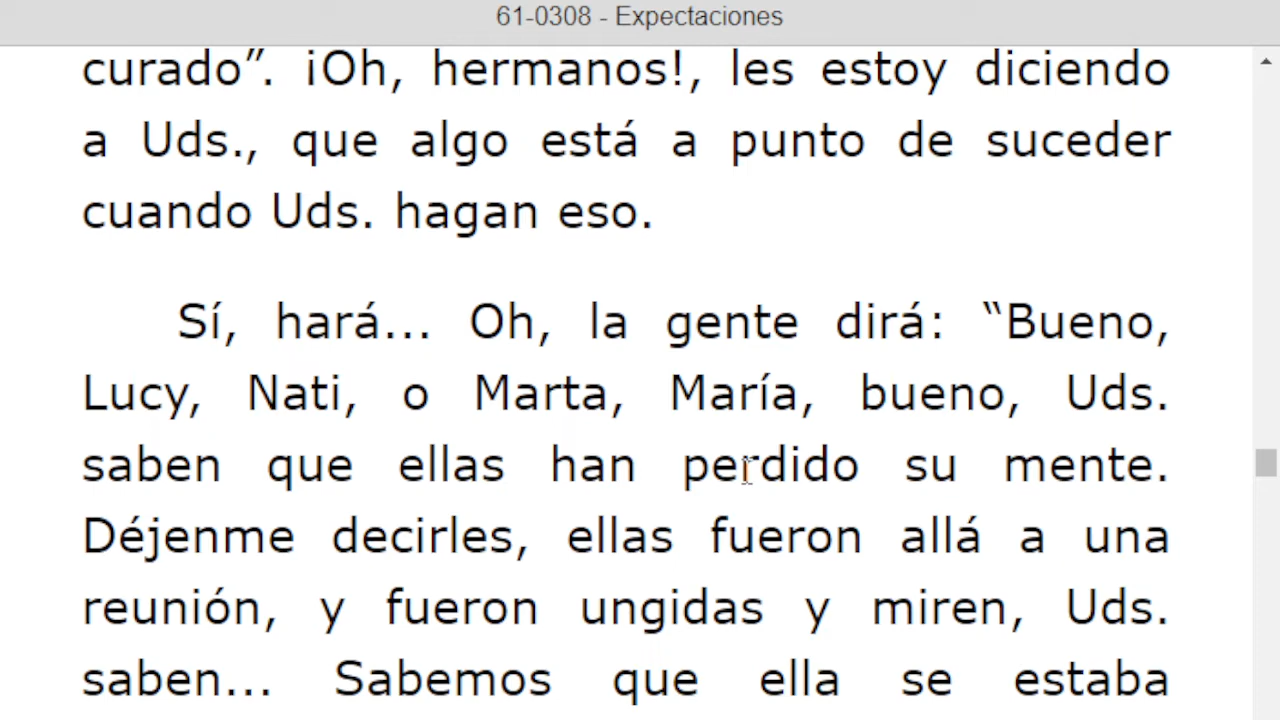 61-0308 - Expectaciones
curado”. ¡Oh, hermanos!, les estoy diciendo
a Uds., que algo está a punto de suceder
cuando Uds. hagan eso.
Sí, hará... Oh, la gente dirá: “Bueno,
Lucy, Nati, o Marta, María, bueno, Uds.
saben que ellas han perdido su mente.
Déjenme decirles, ellas fueron allá a una
reunión, y fueron ungidas y miren, Uds.
saben... Sabemos que ella se estaba